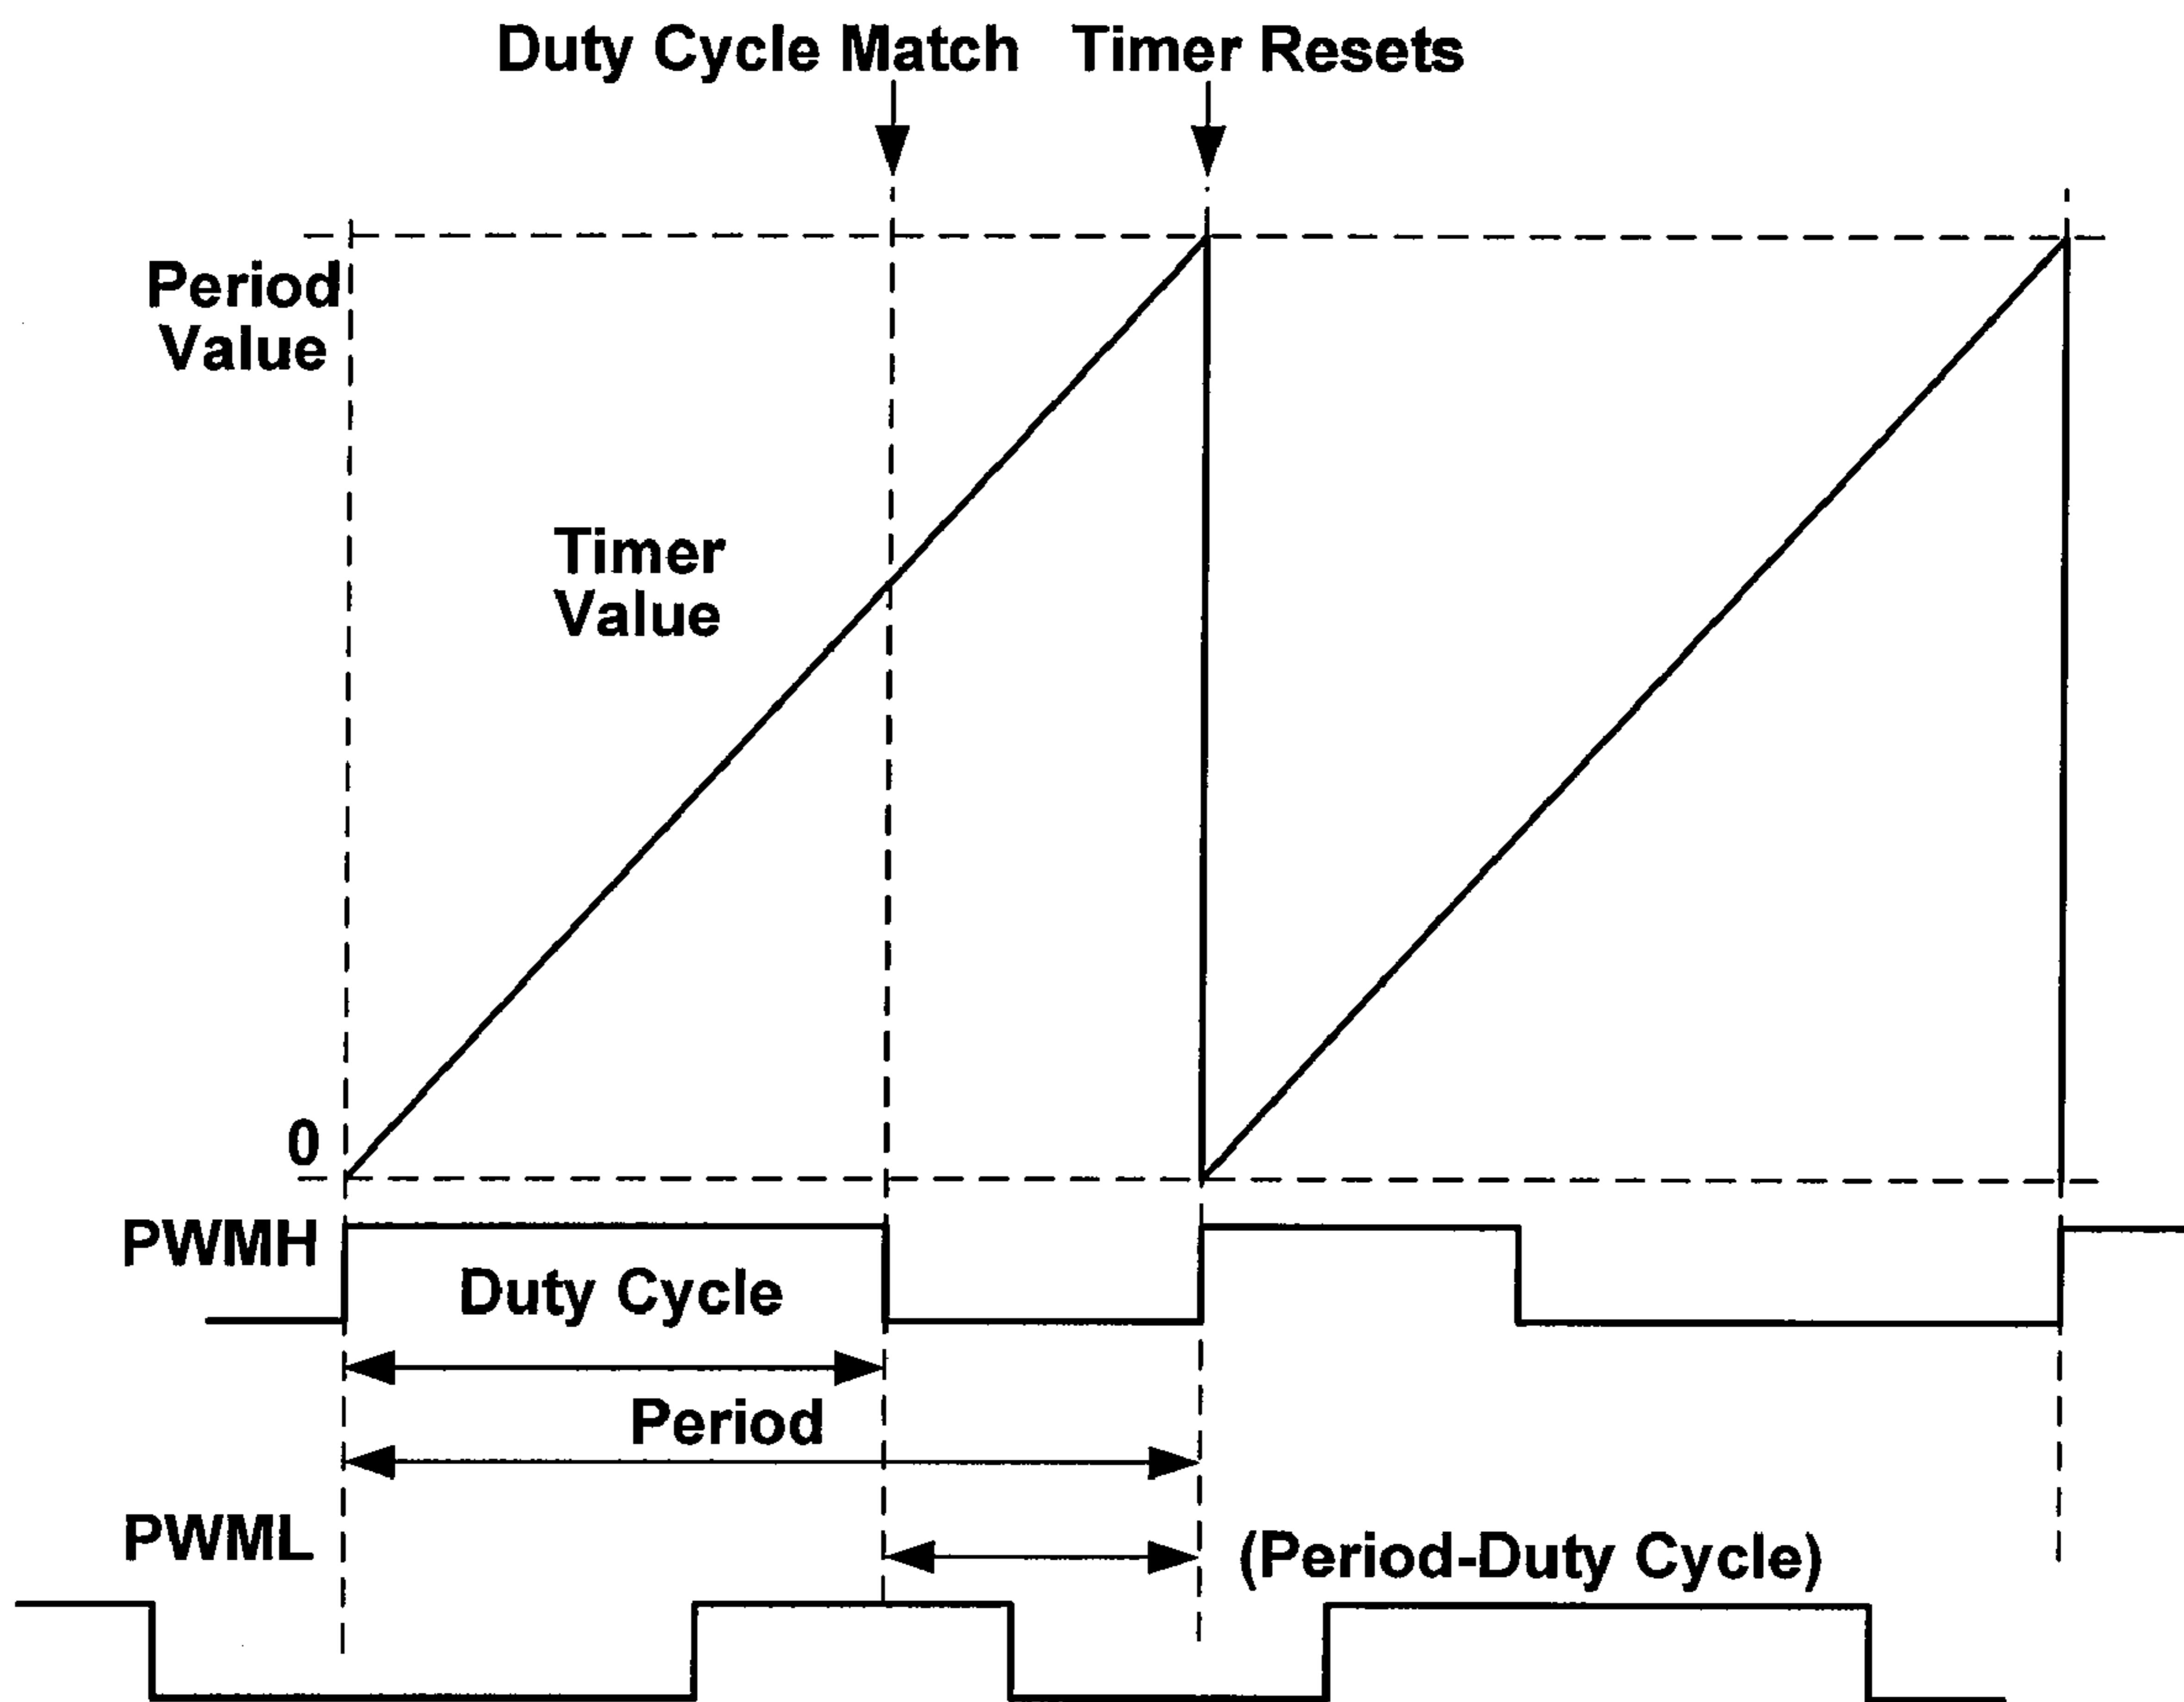 Duty Cycle Match
Timer Resets
Period
Value
Timer
Value
0
PWMH
Duty Cycle
Period
PWML
(Period-Duty Cycle)